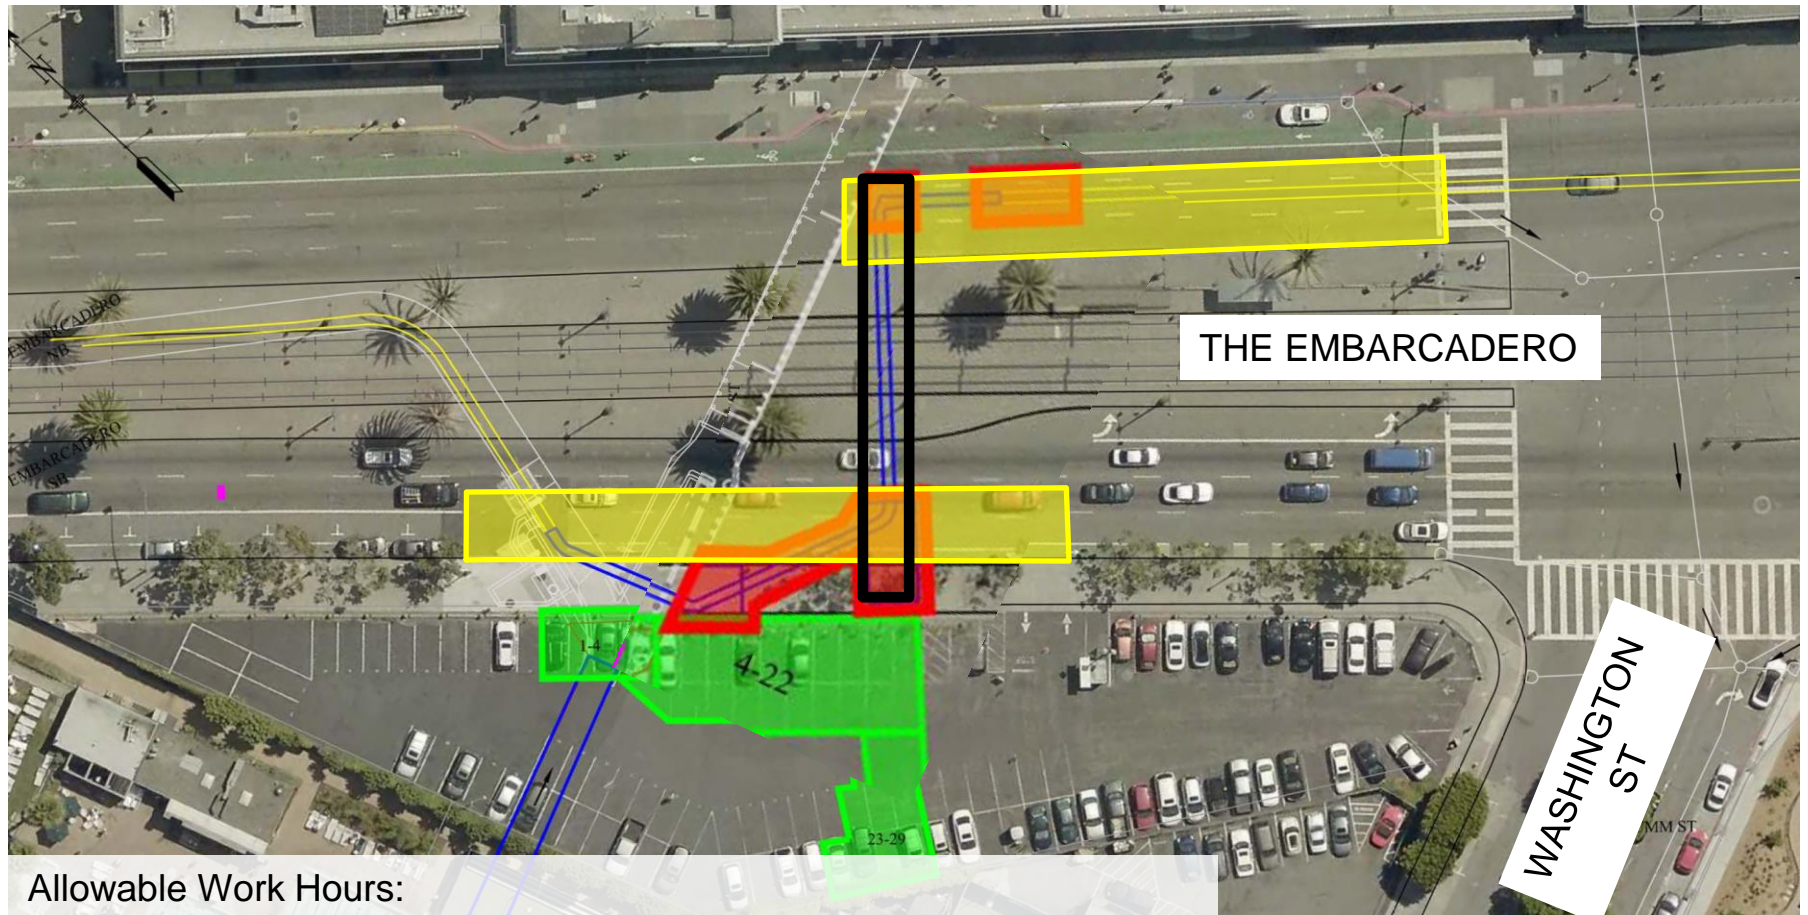 N
EMBARCADERO
NB
THE EMBARCADERO
EMBARCADERO
SB
1-4
4-22
WASHINGTON
ST
MM ST
23-29
Allowable Work Hours: